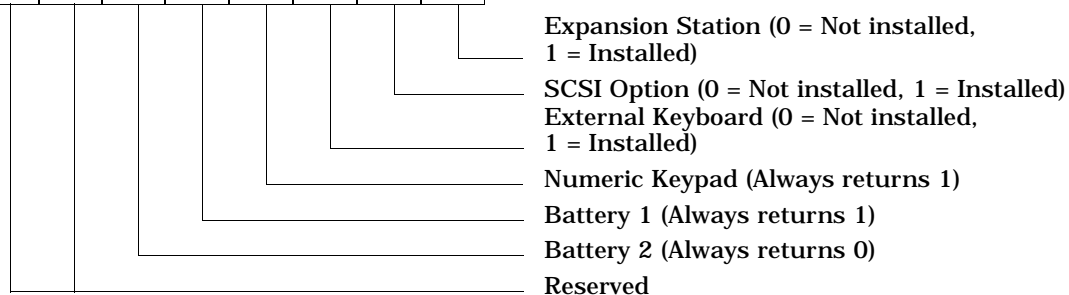 Expansion Station (0 = Not installed,
1 = Installed)
SCSI Option (0 = Not installed, 1 = Installed)
External Keyboard (0 = Not installed,
1 = Installed)
Numeric Keypad (Always returns 1)
Battery 1 (Always returns 1)
Battery 2 (Always returns 0)
Reserved